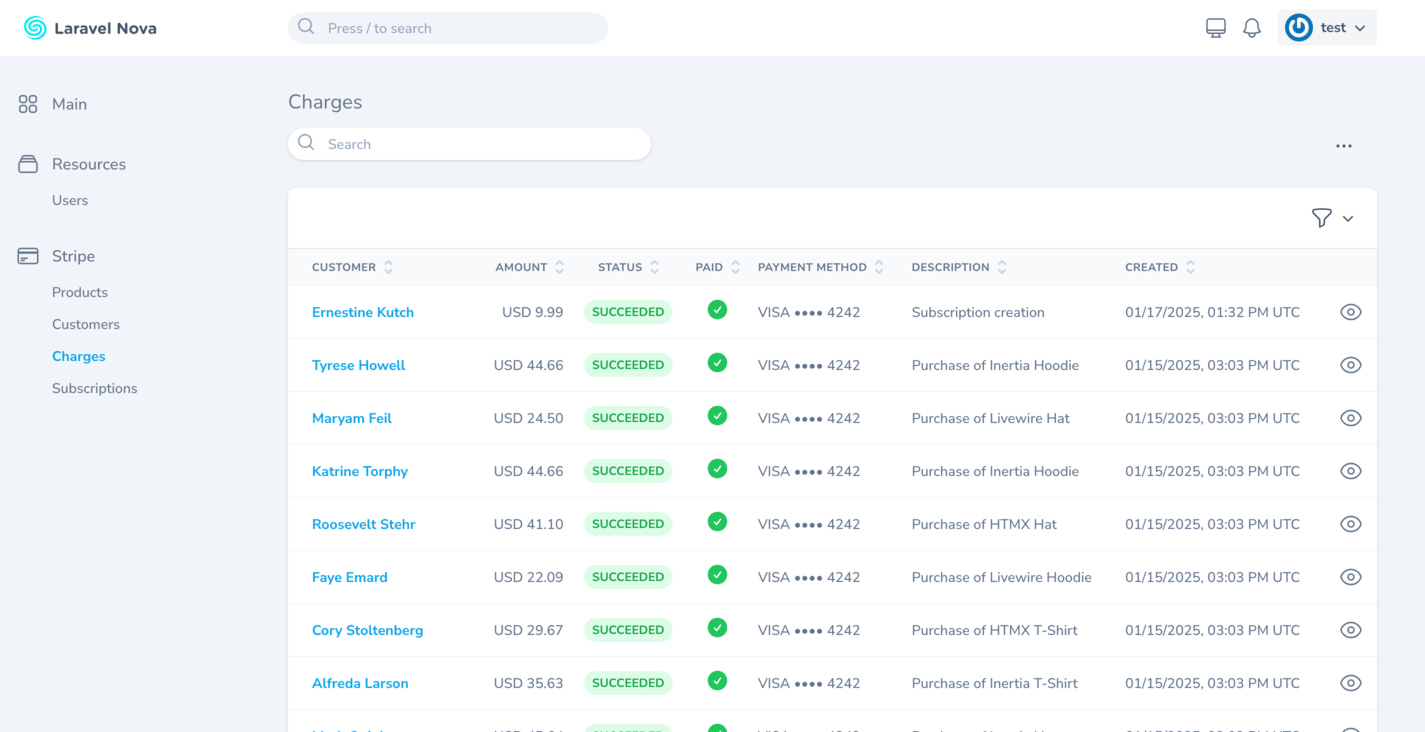 Laravel Nova
Press / to search
test
Main
Resources
Users
Stripe
Products
Customers
Charges
Subscriptions
Charges
Search
CUSTOMER AMOUNT STATUS PAID PAYMENT METHOD DESCRIPTION CREATED
Ernestine Kutch USD 9.99 SUCCEEDED VISA •••• 4242 Subscription creation 01/17/2025, 01:32 PM UTC
Tyrese Howell USD 44.66 SUCCEEDED VISA •••• 4242 Purchase of Inertia Hoodie 01/15/2025, 03:03 PM UTC
Maryam Feil USD 24.50 SUCCEEDED VISA •••• 4242 Purchase of Livewire Hat 01/15/2025, 03:03 PM UTC
Katrine Torphy USD 44.66 SUCCEEDED VISA •••• 4242 Purchase of Inertia Hoodie 01/15/2025, 03:03 PM UTC
Roosevelt Stehr USD 41.10 SUCCEEDED VISA •••• 4242 Purchase of HTMX Hat 01/15/2025, 03:03 PM UTC
Faye Emard USD 22.09 SUCCEEDED VISA •••• 4242 Purchase of Livewire Hoodie 01/15/2025, 03:03 PM UTC
Cory Stoltenberg USD 29.67 SUCCEEDED VISA •••• 4242 Purchase of HTMX T-Shirt 01/15/2025, 03:03 PM UTC
Alfreda Larson USD 35.63 SUCCEEDED VISA •••• 4242 Purchase of Inertia T-Shirt 01/15/2025, 03:03 PM UTC